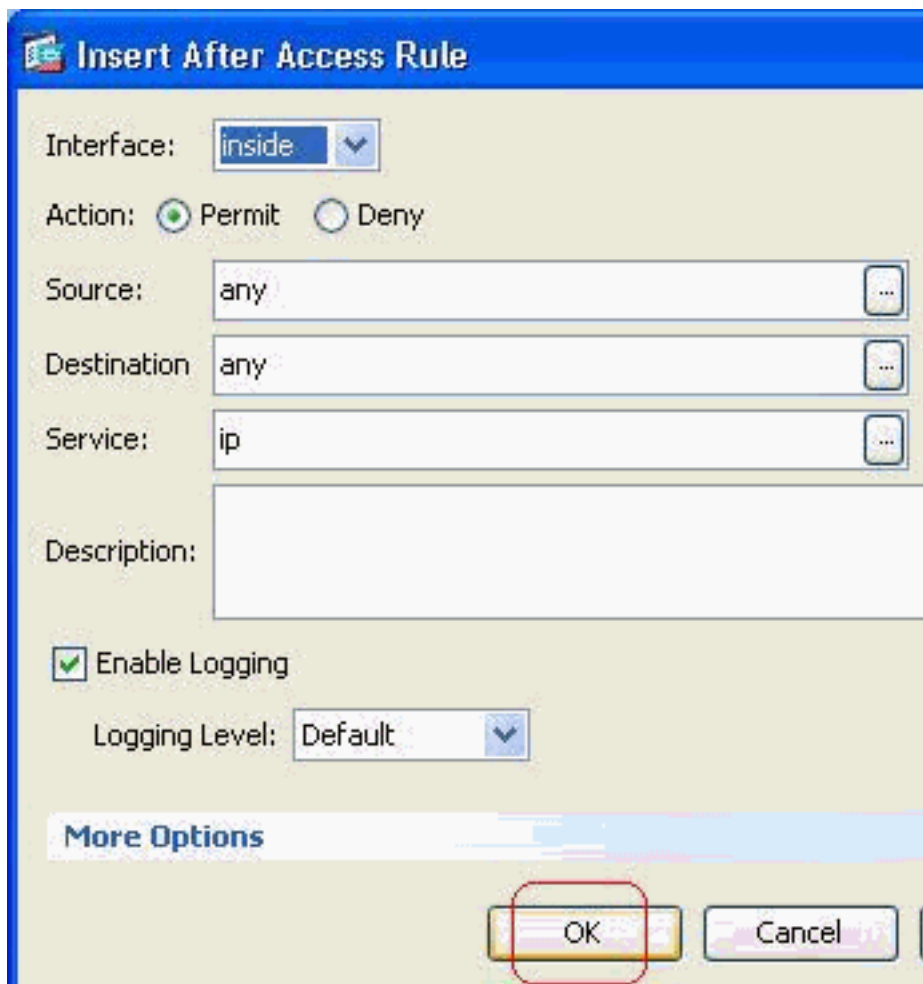 Insert After Access Rule
Interface: inside
Action: Permit Deny
Source: any ...
Destination any ...
Service: ip ...
Description:
Enable Logging
Logging Level: Default
More Options
OK Cancel